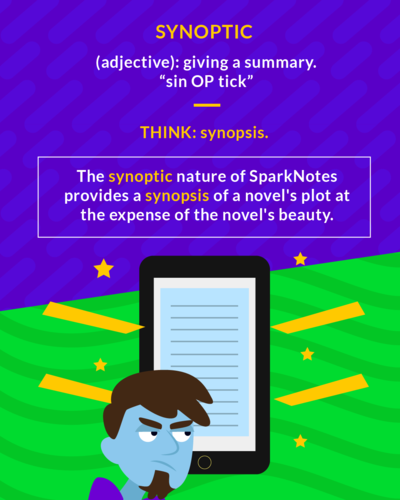 SYNOPTIC
(adjective): giving a summary.
“sin OP tick”
THINK: synopsis.
The synoptic nature of SparkNotes
provides a synopsis of a novel's plot at
the expense of the novel's beauty.